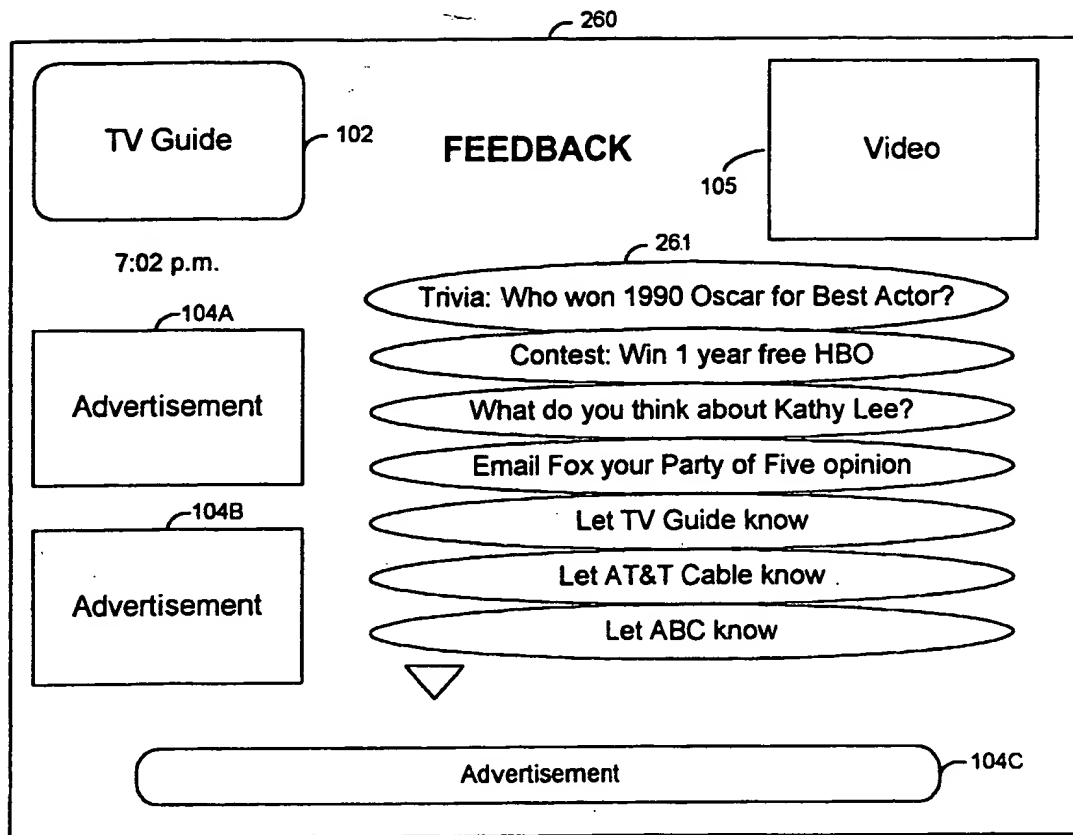 260
TV Guide
102
FEEDBACK
105
Video
7:02 p.m.
261
Trivia: Who won 1990 Oscar for Best Actor?
104A
Contest: Win 1 year free HBO
Advertisement
What do you think about Kathy Lee?
Email Fox your Party of Five opinion
104B
Let TV Guide know
Advertisement
Let AT&T Cable know
Let ABC know
Advertisement
104C